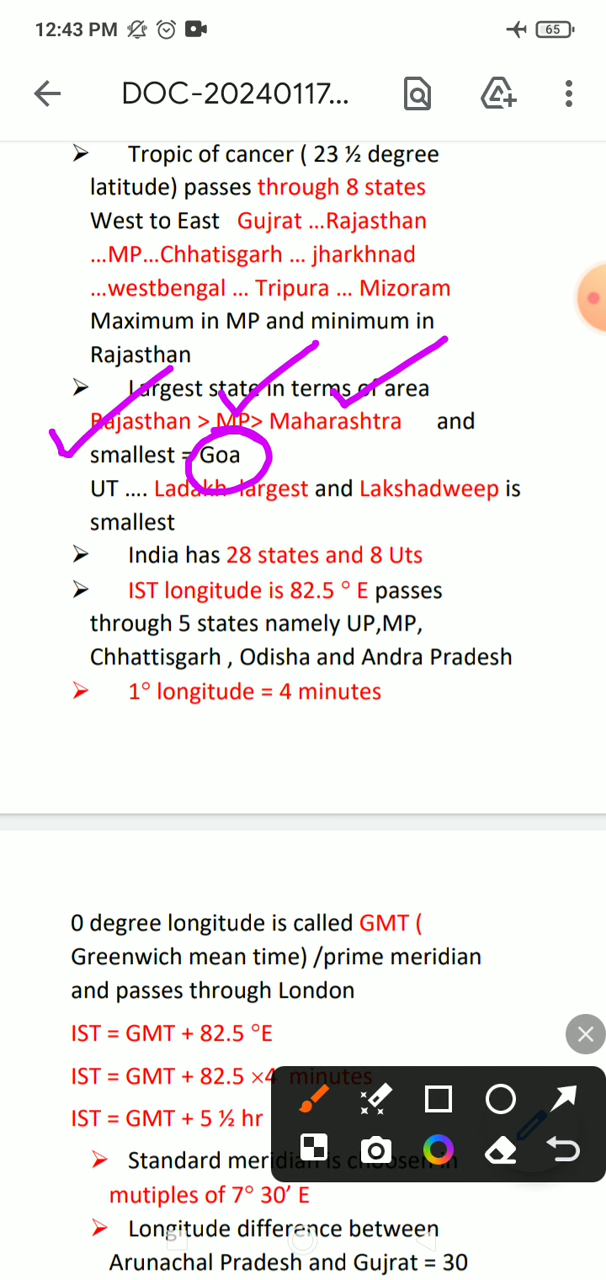 12:43 PM 65
DOC-20240117...
➢ Tropic of cancer ( 23 ½ degree
latitude) passes through 8 states
West to East Gujrat ...Rajasthan
...MP...Chhatisgarh ... jharkhnad
...westbengal ... Tripura ... Mizoram
Maximum in MP and minimum in
Rajasthan
➢ Largest state in terms of area
Rajasthan > MP> Maharashtra and
smallest = Goa
UT .... Ladakh largest and Lakshadweep is
smallest
➢ India has 28 states and 8 Uts
➢ IST longitude is 82.5 ° E passes
through 5 states namely UP,MP,
Chhattisgarh , Odisha and Andra Pradesh
➢ 1° longitude = 4 minutes
0 degree longitude is called GMT (
Greenwich mean time) /prime meridian
and passes through London
IST = GMT + 82.5 °E
IST = GMT + 82.5 ×4 minutes
IST = GMT + 5 ½ hr
➢ Standard meridian is choosen in
mutiples of 7° 30′ E
➢ Longitude difference between
Arunachal Pradesh and Gujrat = 30